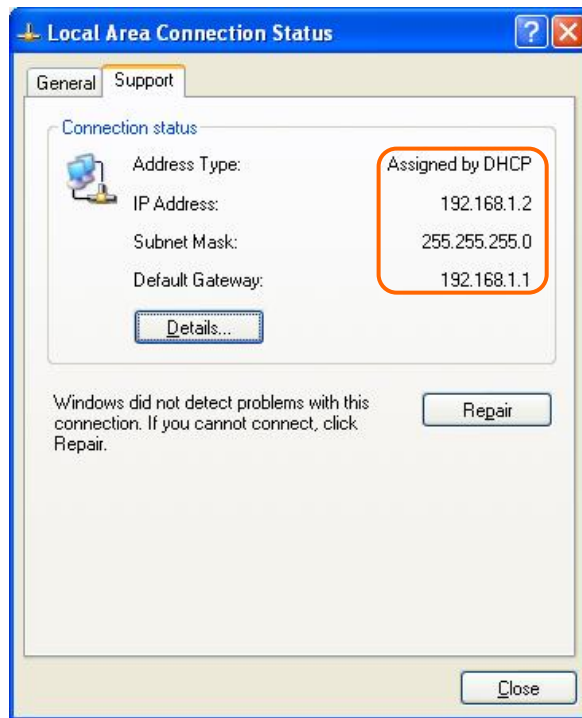 Local Area Connection Status
General Support
Connection status
Address Type: Assigned by DHCP
IP Address: 192.168.1.2
Subnet Mask: 255.255.255.0
Default Gateway: 192.168.1.1
Details...
Windows did not detect problems with this
connection. If you cannot connect, click
Repair.
Repair
Close